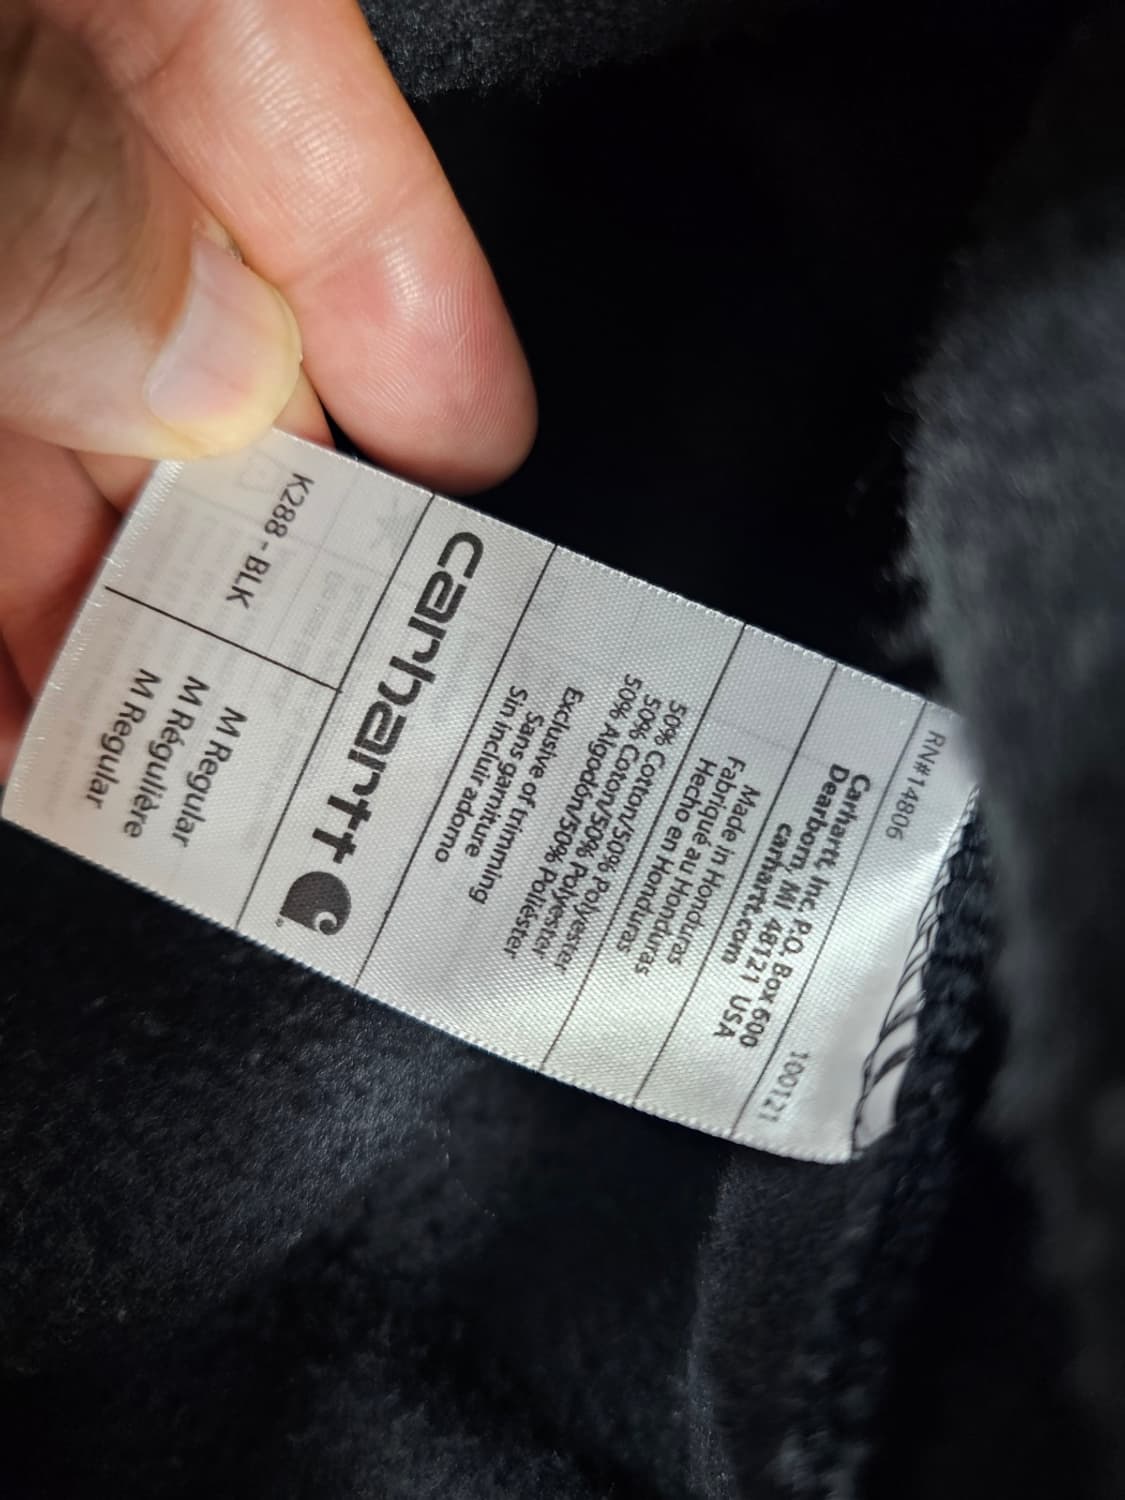 K288-BLK
M Regular
M Régulière
M Regular
carhartt
50% Cotton/50% Polyester
50% Coton/50% Polyester
50% Algodón/50% Poliéster
Exclusive of trimming
Sans garniture
Sin incluir adorno
Made in Honduras
Fabriqué au Honduras
Hecho en Honduras
Carhartt, Inc. P.O. Box 600
Dearborn, MI 48121 USA
carhartt.com
RN#14806
100121